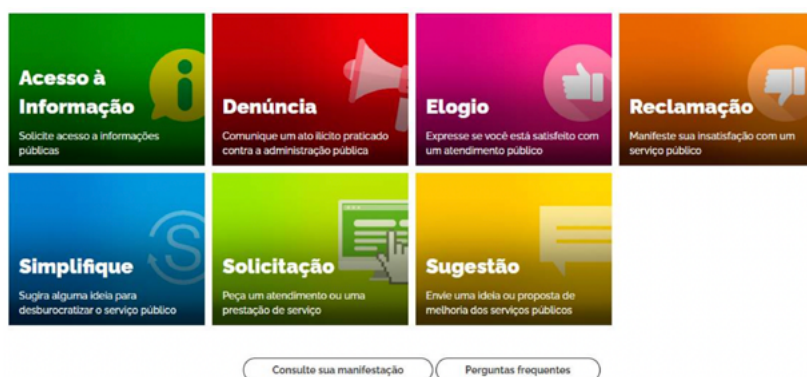 Acesso à
Informação
Solicite acesso a informações
públicas
Denúncia
Comunique um ato ilícito praticado
contra a administração pública
Elogio
Expresse se você está satisfeito com
um atendimento público
Reclamação
Manifeste sua insatisfação com um
serviço público
Simplifique
Sugira alguma ideia para
desburocratizar o serviço público
Solicitação
Peça um atendimento ou uma
prestação de serviço
Sugestão
Envie uma ideia ou proposta de
melhoria dos serviços públicos
Consulte sua manifestação
Perguntas frequentes